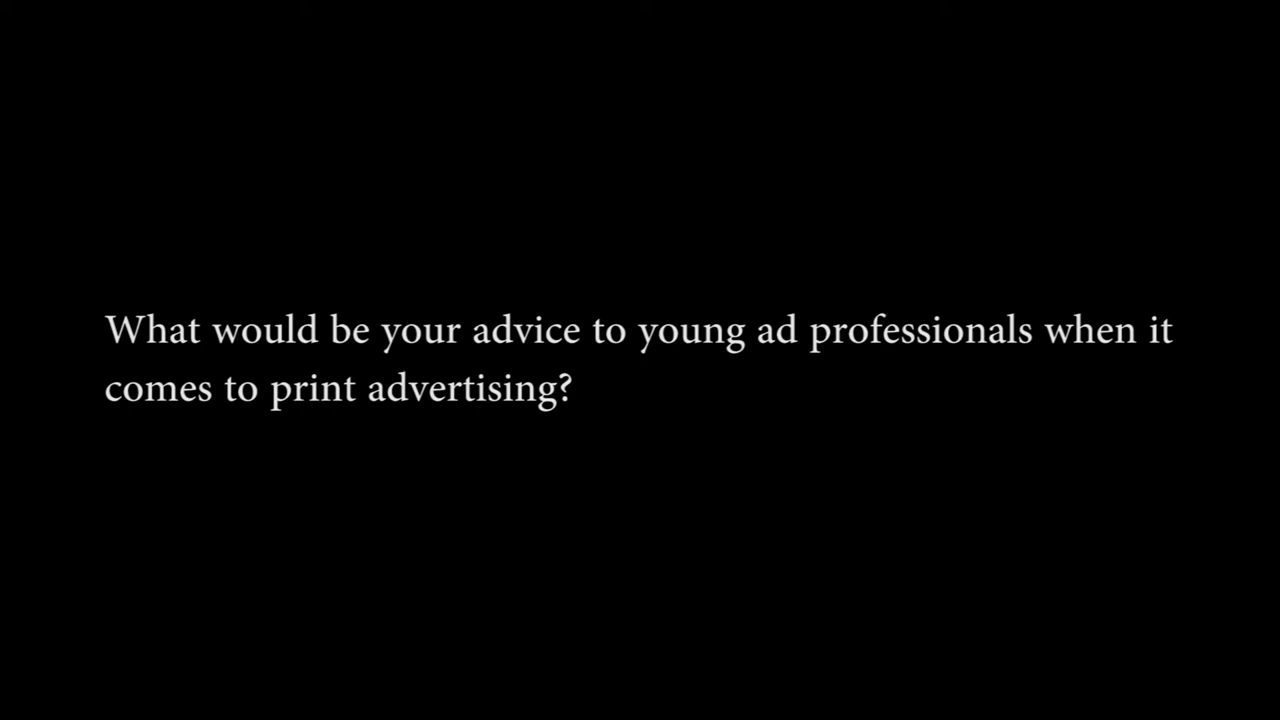 What would be your advice to young ad professionals when it
comes to print advertising?